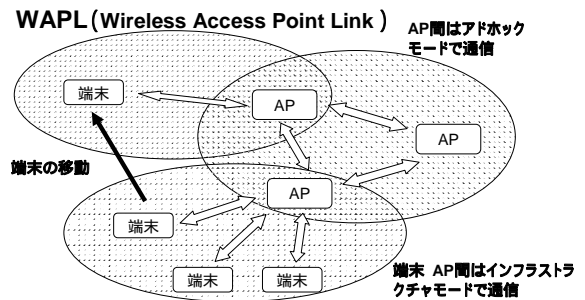 WAPL(Wireless Access Point Link )
AP間はアドホック
モードで通信
端末
AP
AP
端末の移動
AP
端末
端末
端末
端末 AP間はインフラストラ
クチャモードで通信